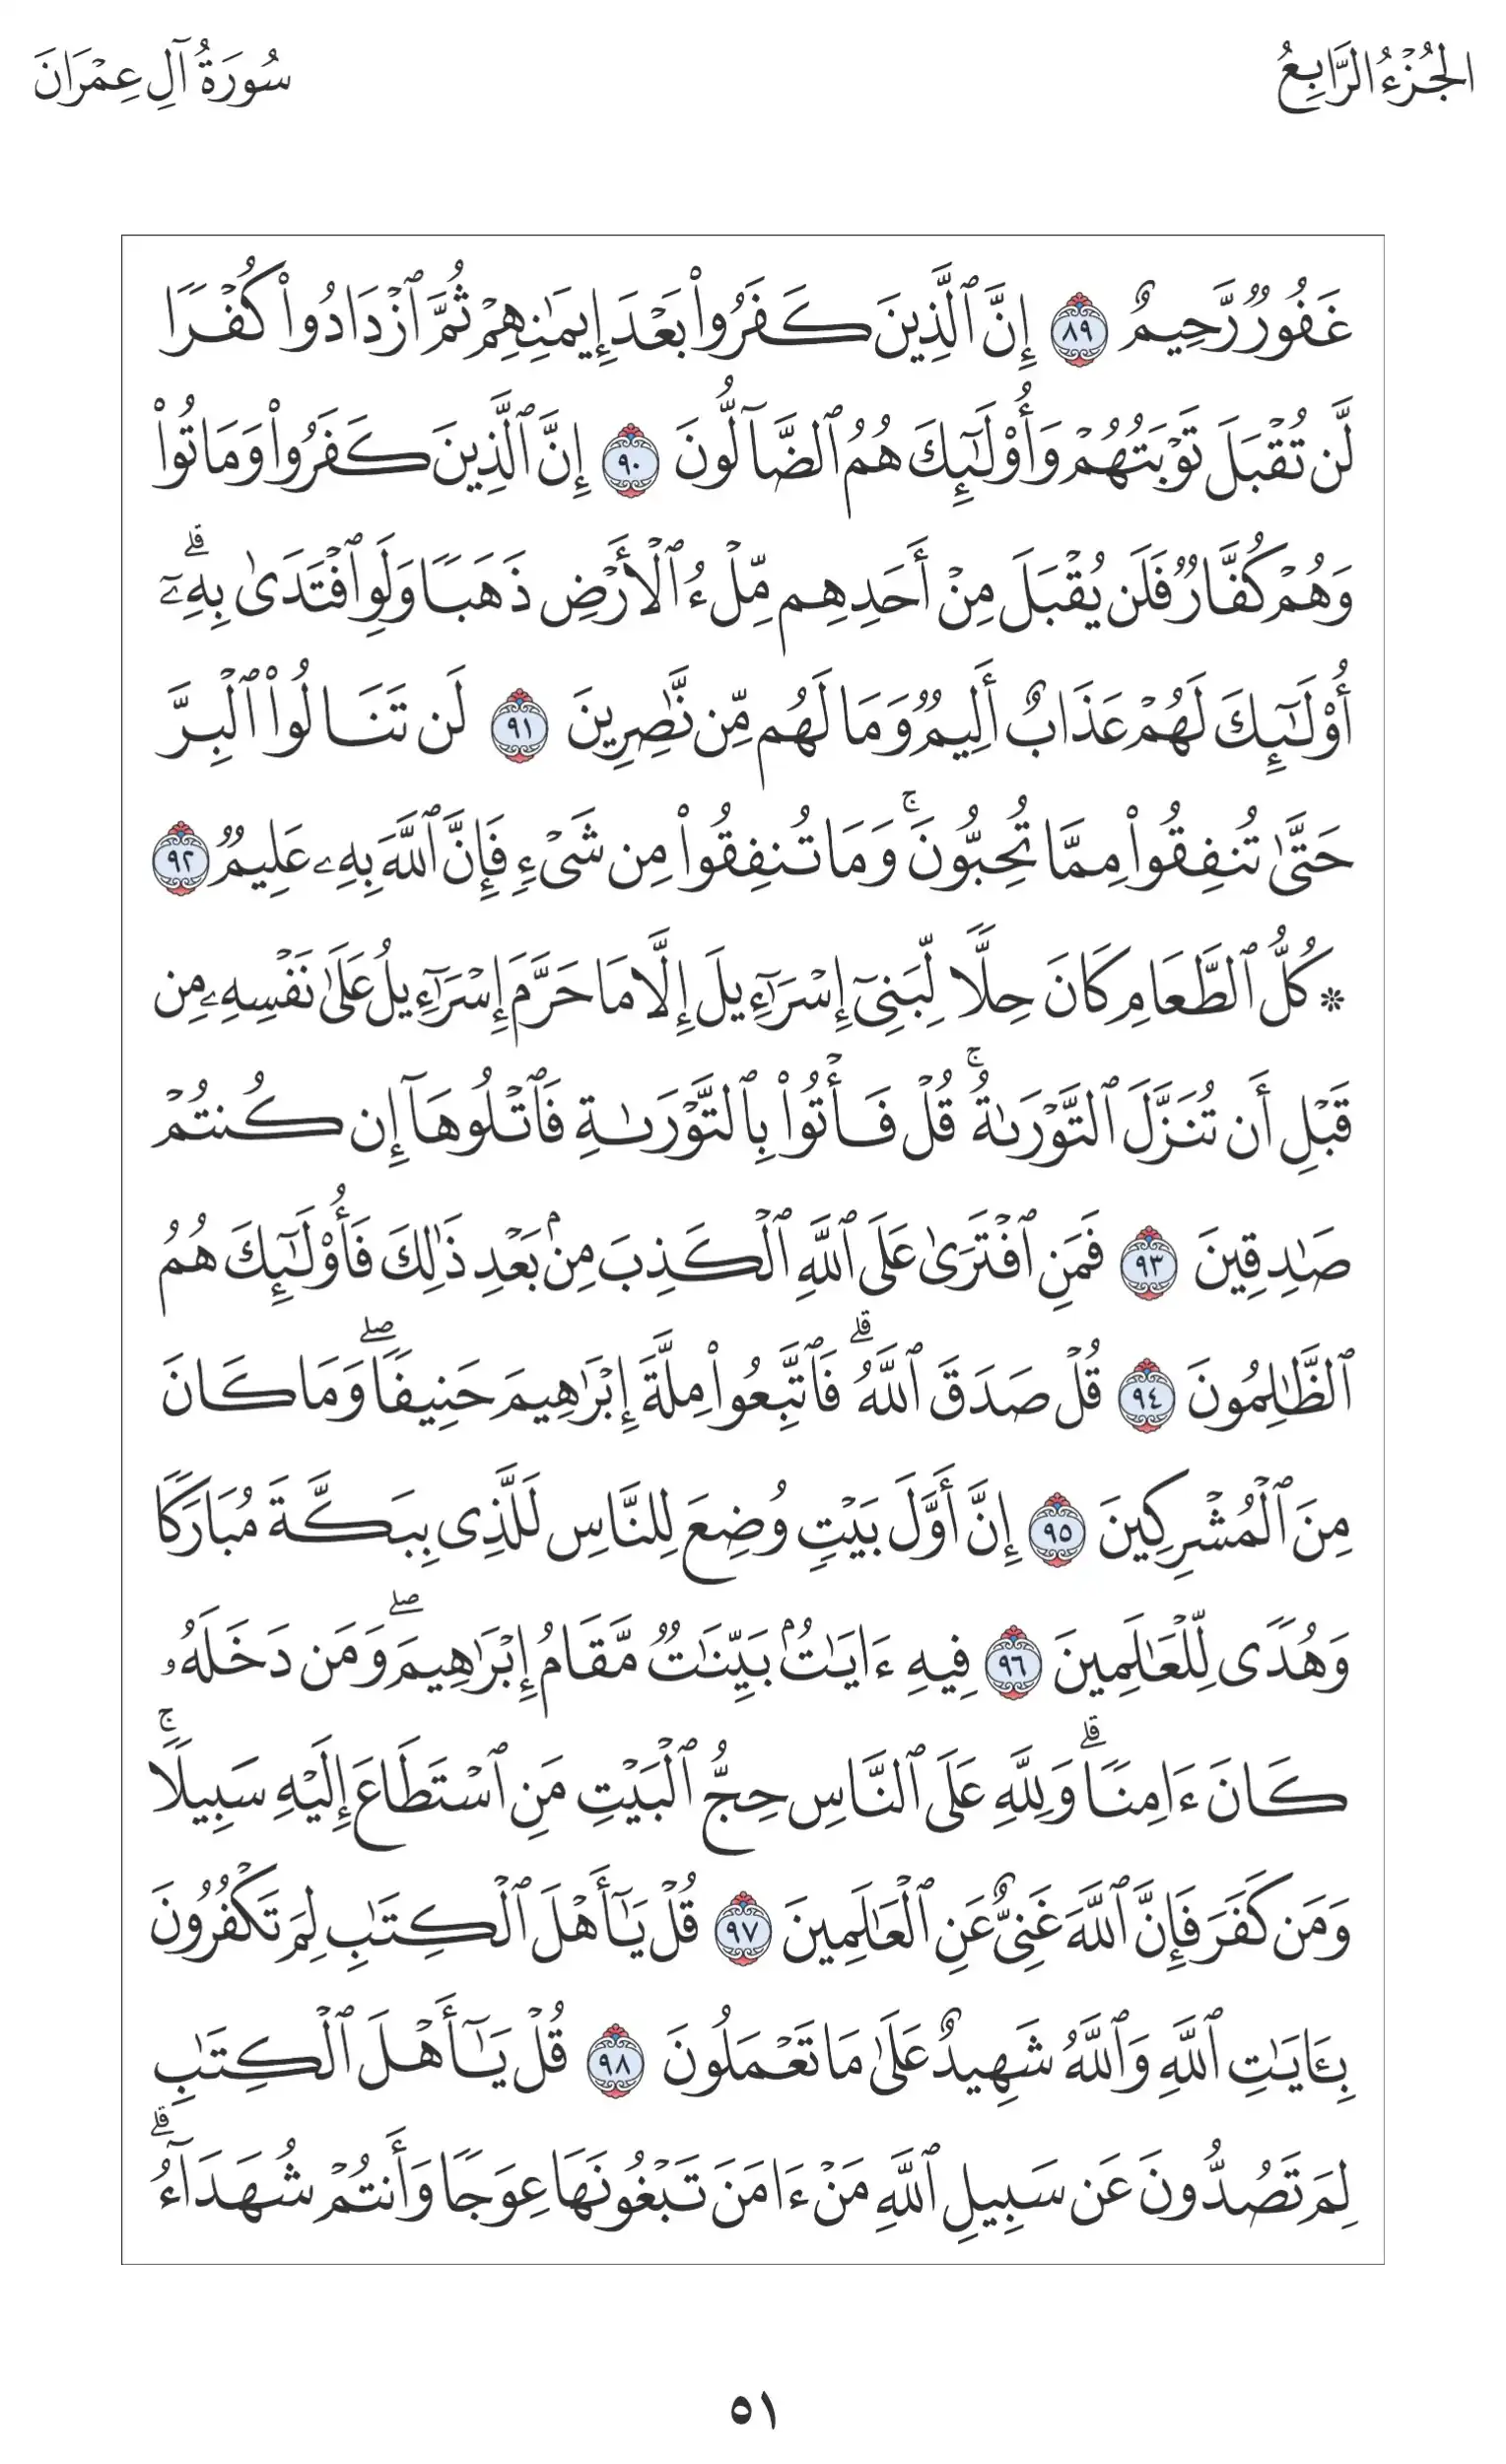 الجُزْءُ الرَّابِعُ
سُورَةُ آلِ عِمْرَانَ
غَفُورٌ رَّحِيمٌ ٨٩ إِنَّ ٱلَّذِينَ كَفَرُوا۟ بَعْدَ إِيمَـٰنِهِمْ ثُمَّ ٱزْدَادُوا۟ كُفْرًا
لَّن تُقْبَلَ تَوْبَتُهُمْ وَأُو۟لَـٰٓئِكَ هُمُ ٱلضَّآلُّونَ ٩٠ إِنَّ ٱلَّذِينَ كَفَرُوا۟ وَمَاتُوا۟
وَهُمْ كُفَّارٌ فَلَن يُقْبَلَ مِنْ أَحَدِهِم مِّلْءُ ٱلْأَرْضِ ذَهَبًا وَلَوِ ٱفْتَدَىٰ بِهِۦٓ ۗ
أُو۟لَـٰٓئِكَ لَهُمْ عَذَابٌ أَلِيمٌ وَمَا لَهُم مِّن نَّـٰصِرِينَ ٩١ لَن تَنَالُوا۟ ٱلْبِرَّ
حَتَّىٰ تُنفِقُوا۟ مِمَّا تُحِبُّونَ ۚ وَمَا تُنفِقُوا۟ مِن شَىْءٍ فَإِنَّ ٱللَّهَ بِهِۦ عَلِيمٌ ٩٢
* كُلُّ ٱلطَّعَامِ كَانَ حِلًّا لِّبَنِىٓ إِسْرَٰٓءِيلَ إِلَّا مَا حَرَّمَ إِسْرَٰٓءِيلُ عَلَىٰ نَفْسِهِۦ مِن
قَبْلِ أَن تُنَزَّلَ ٱلتَّوْرَىٰةُ ۚ قُلْ فَأْتُوا۟ بِٱلتَّوْرَىٰةِ فَٱتْلُوهَآ إِن كُنتُمْ
صَـٰدِقِينَ ٩٣ فَمَنِ ٱفْتَرَىٰ عَلَى ٱللَّهِ ٱلْكَذِبَ مِنۢ بَعْدِ ذَٰلِكَ فَأُو۟لَـٰٓئِكَ هُمُ
ٱلظَّـٰلِمُونَ ٩٤ قُلْ صَدَقَ ٱللَّهُ ۗ فَٱتَّبِعُوا۟ مِلَّةَ إِبْرَٰهِيمَ حَنِيفًا ۖ وَمَا كَانَ
مِنَ ٱلْمُشْرِكِينَ ٩٥ إِنَّ أَوَّلَ بَيْتٍ وُضِعَ لِلنَّاسِ لَلَّذِى بِبَكَّةَ مُبَارَكًا
وَهُدًى لِّلْعَـٰلَمِينَ ٩٦ فِيهِ ءَايَـٰتٌۢ بَيِّنَـٰتٌ مَّقَامُ إِبْرَٰهِيمَ ۖ وَمَن دَخَلَهُۥ
كَانَ ءَامِنًا ۗ وَلِلَّهِ عَلَى ٱلنَّاسِ حِجُّ ٱلْبَيْتِ مَنِ ٱسْتَطَاعَ إِلَيْهِ سَبِيلًا ۚ
وَمَن كَفَرَ فَإِنَّ ٱللَّهَ غَنِىٌّ عَنِ ٱلْعَـٰلَمِينَ ٩٧ قُلْ يَـٰٓأَهْلَ ٱلْكِتَـٰبِ لِمَ تَكْفُرُونَ
بِـَٔايَـٰتِ ٱللَّهِ وَٱللَّهُ شَهِيدٌ عَلَىٰ مَا تَعْمَلُونَ ٩٨ قُلْ يَـٰٓأَهْلَ ٱلْكِتَـٰبِ
لِمَ تَصُدُّونَ عَن سَبِيلِ ٱللَّهِ مَنْ ءَامَنَ تَبْغُونَهَا عِوَجًا وَأَنتُمْ شُهَدَآءُ ۗ
٥١